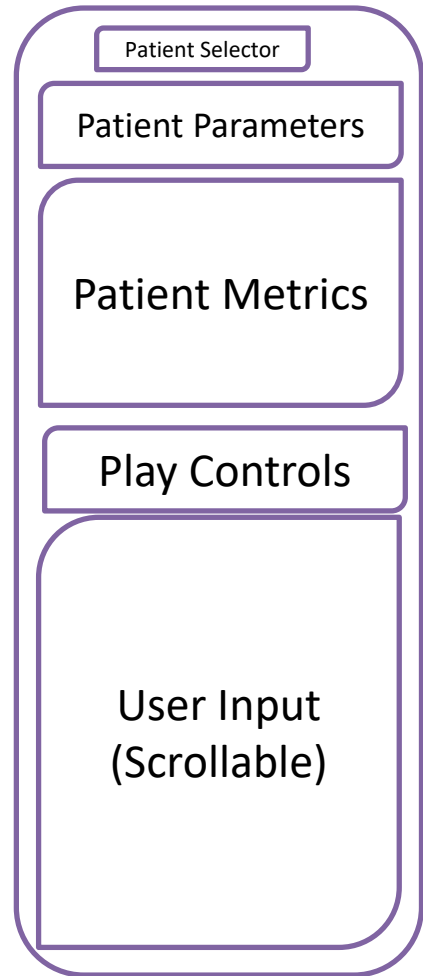 Patient Selector
Patient Parameters
Patient Metrics
Play Controls
User Input
(Scrollable)